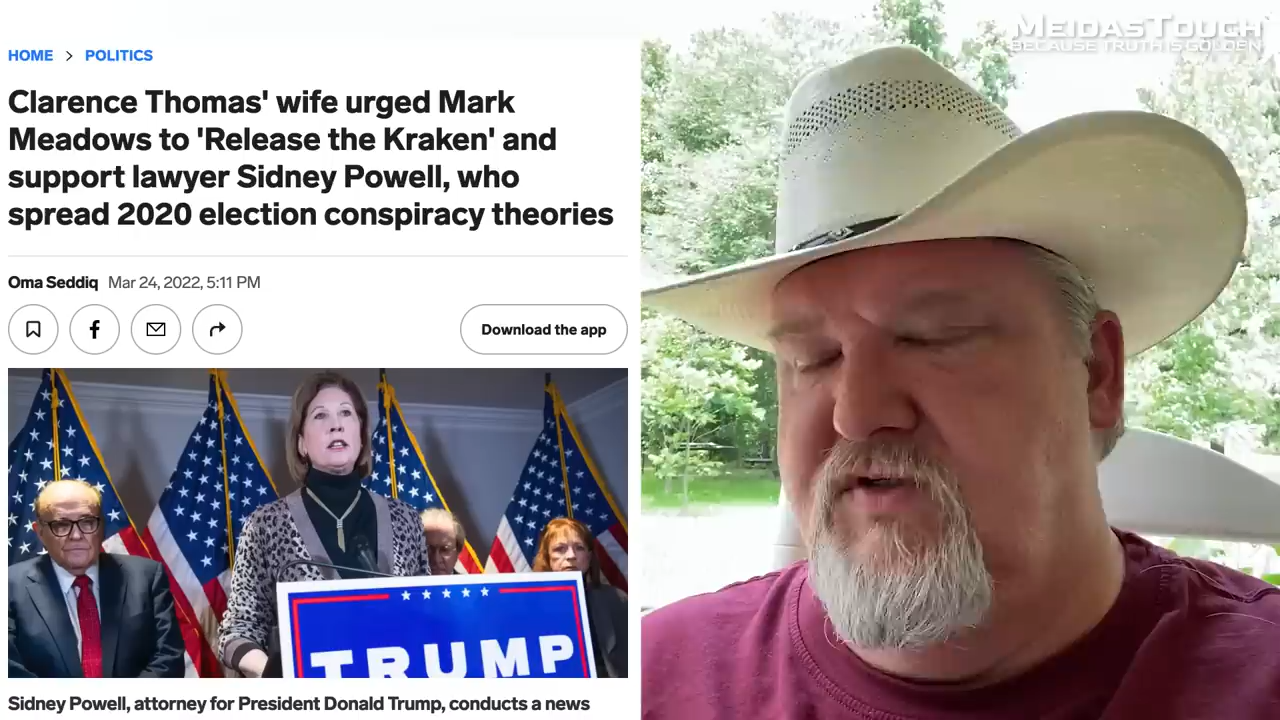 MEIDASTOUCH
BECAUSE TRUTH IS GOLDEN
HOME > POLITICS
Clarence Thomas' wife urged Mark
Meadows to 'Release the Kraken' and
support lawyer Sidney Powell, who
spread 2020 election conspiracy theories
Oma Seddiq Mar 24, 2022, 5:11 PM
Download the app
TRUMP
Sidney Powell, attorney for President Donald Trump, conducts a news